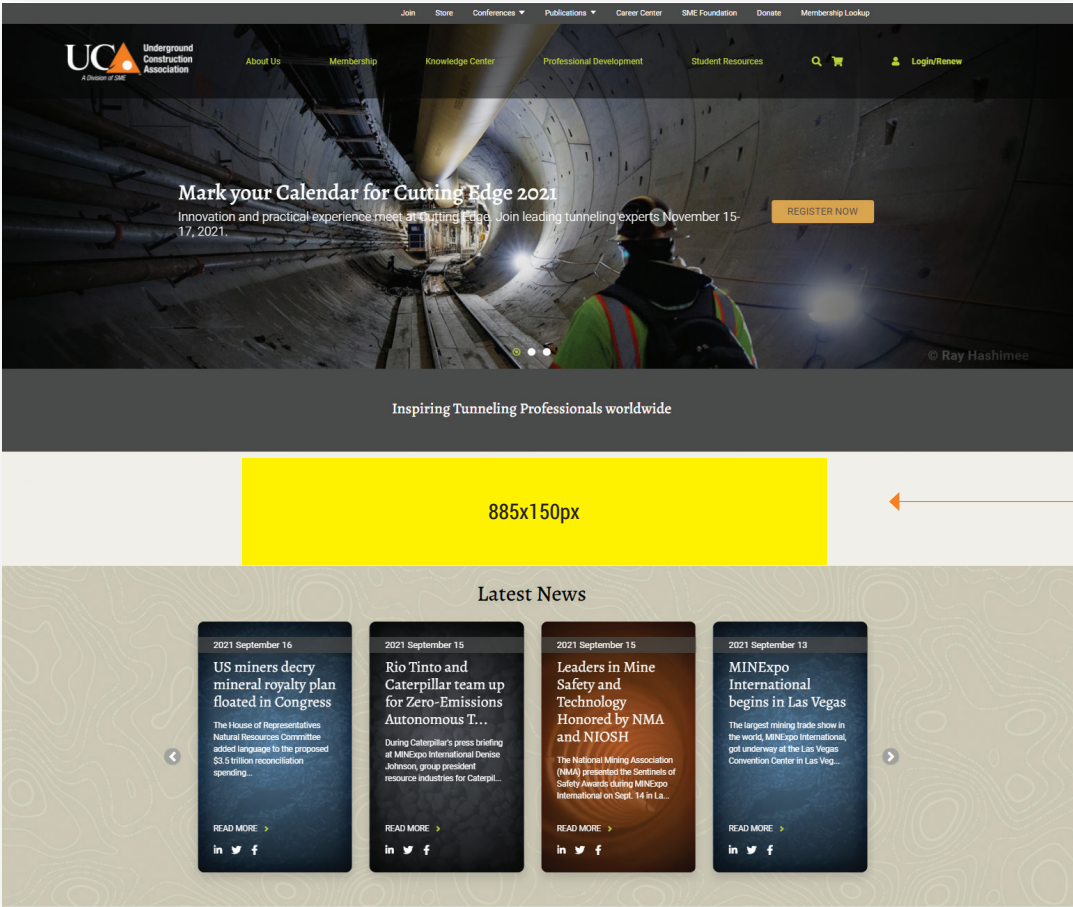 Join Store Conferences Publications Career Center SME Foundation Donate Membership Lookup
UCA Underground
Construction
Association
A Division of SME
About Us Membership Knowledge Center Professional Development Student Resources Login/Renew
Mark your Calendar for Cutting Edge 2021
Innovation and practical experience meet at Cutting Edge. Join leading tunneling experts November 15-
17, 2021.
REGISTER NOW
© Ray Hashimee
Inspiring Tunneling Professionals worldwide
885x150px
Latest News
2021 September 16
US miners decry
mineral royalty plan
floated in Congress
The House of Representatives
Natural Resources Committee
added language to the proposed
$3.5 trillion reconciliation
spending...
READ MORE >
2021 September 15
Rio Tinto and
Caterpillar team up
for Zero-Emissions
Autonomous T...
During Caterpillar's press briefing
at MINExpo International Denise
Johnson, group president
resource industries for Caterpil...
READ MORE >
2021 September 15
Leaders in Mine
Safety and
Technology
Honored by NMA
and NIOSH
The National Mining Association
(NMA) presented the Sentinels of
Safety Awards during MINExpo
International on Sept. 14 in La...
READ MORE >
2021 September 13
MINExpo
International
begins in Las Vegas
The largest mining trade show in
the world, MINExpo International,
got underway at the Las Vegas
Convention Center in Las Veg...
READ MORE >